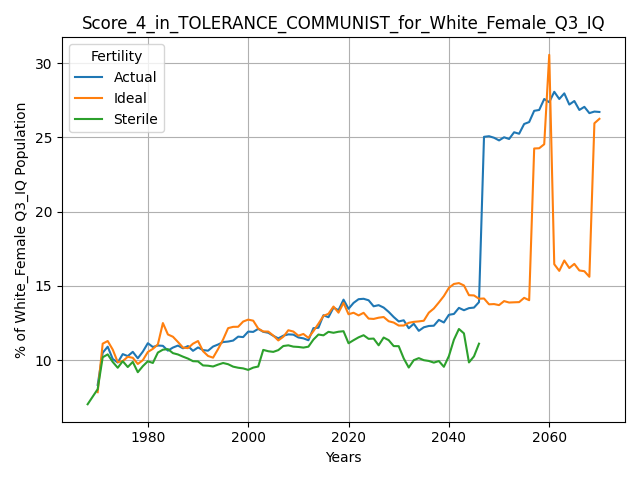 Score_4_in_TOLERANCE_COMMUNIST_for_White_Female_Q3_IQ
Fertility
Actual
Ideal
Sterile
% of White_Female Q3_IQ Population
30
25
20
15
10
1980
2000
2020
2040
2060
Years